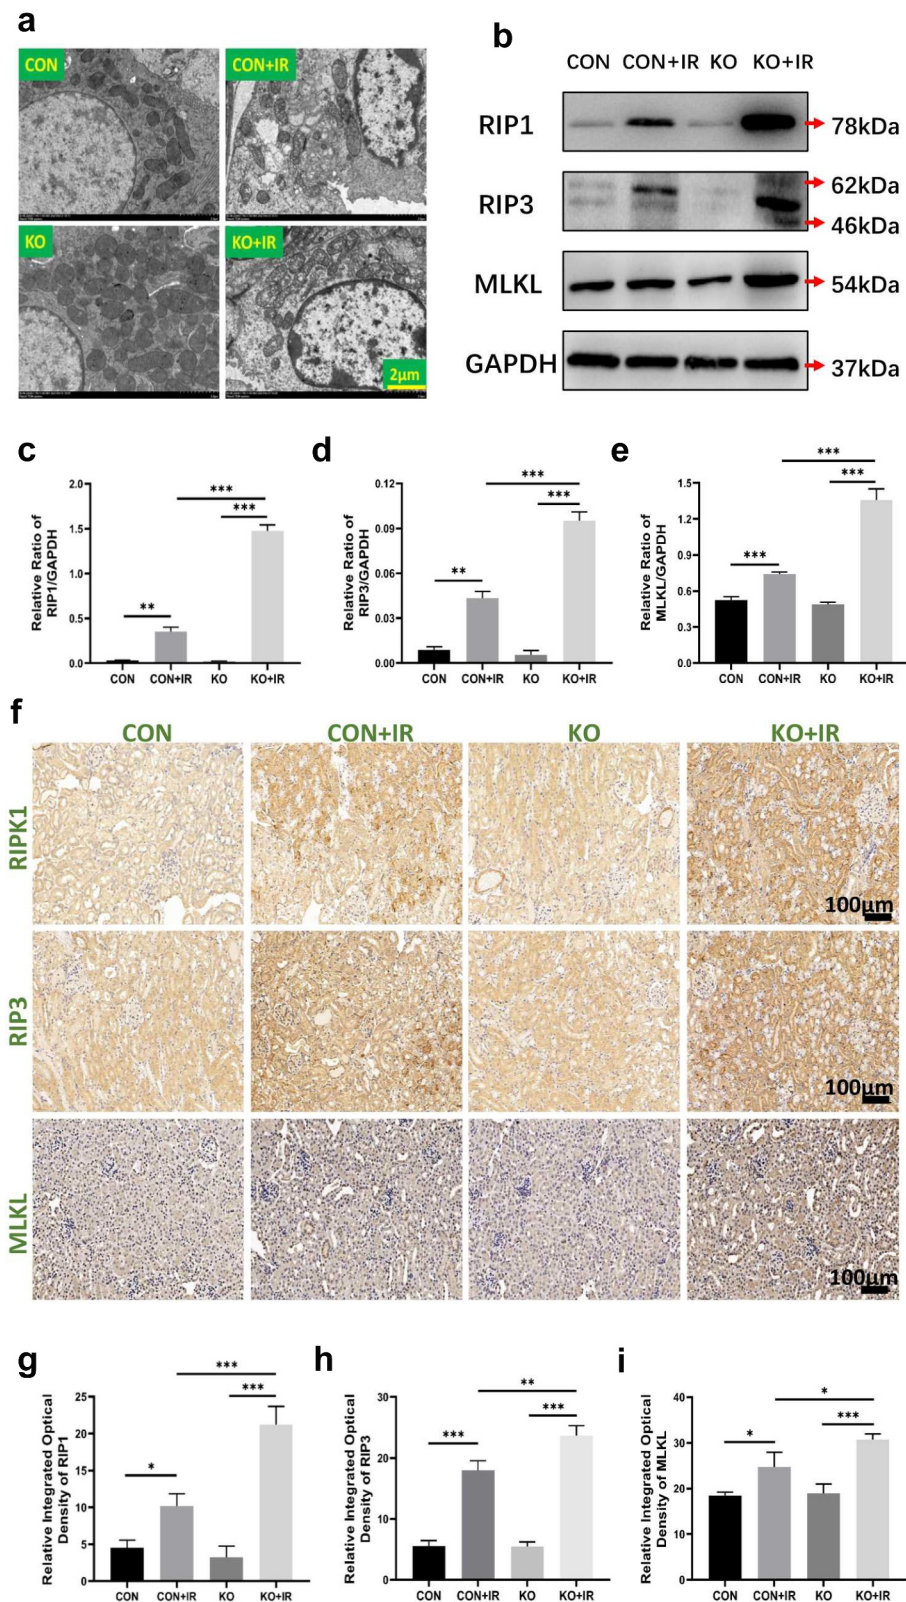 a
CON
CON+IR
KO
KO+IR
2μm
b
CON CON+IR KO KO+IR
RIP1
78kDa
RIP3
62kDa
46kDa
MLKL
54kDa
GAPDH
37kDa
c
Relative Ratio of
RIP1/GAPDH
2.0
1.5
1.0
0.5
0.0
**
***
***
CON CON+IR KO KO+IR
d
Relative Ratio of
RIP3/GAPDH
0.12
0.09
0.06
0.03
0.00
**
***
***
CON CON+IR KO KO+IR
e
Relative Ratio of
MLKL/GAPDH
1.5
1.2
0.9
0.6
0.3
0.0
***
***
***
CON CON+IR KO KO+IR
f
CON CON+IR KO KO+IR
RIPK1
100μm
RIP3
100μm
MLKL
100μm
g
Relative Integrated Optical
Density of RIP1
25
20
15
10
5
0
*
***
***
CON CON+IR KO KO+IR
h
Relative Integrated Optical
Density of RIP3
30
20
10
0
***
**
***
CON CON+IR KO KO+IR
i
Relative Integrated Optical
Density of MLKL
40
30
20
10
0
*
*
***
CON CON+IR KO KO+IR